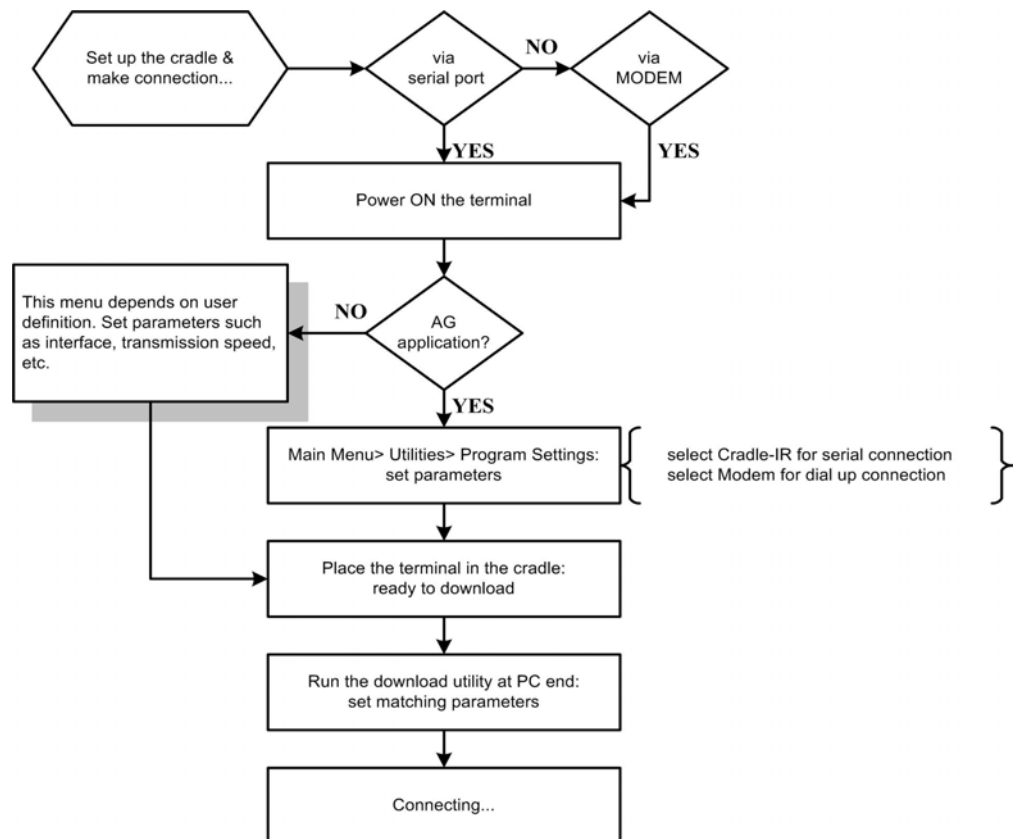 Set up the cradle &
make connection...
via
serial port
NO
via
MODEM
YES
YES
Power ON the terminal
This menu depends on user
definition. Set parameters such
as interface, transmission speed,
etc.
NO
AG
application?
YES
Main Menu> Utilities> Program Settings:
set parameters
select Cradle-IR for serial connection
select Modem for dial up connection
Place the terminal in the cradle:
ready to download
Run the download utility at PC end:
set matching parameters
Connecting...